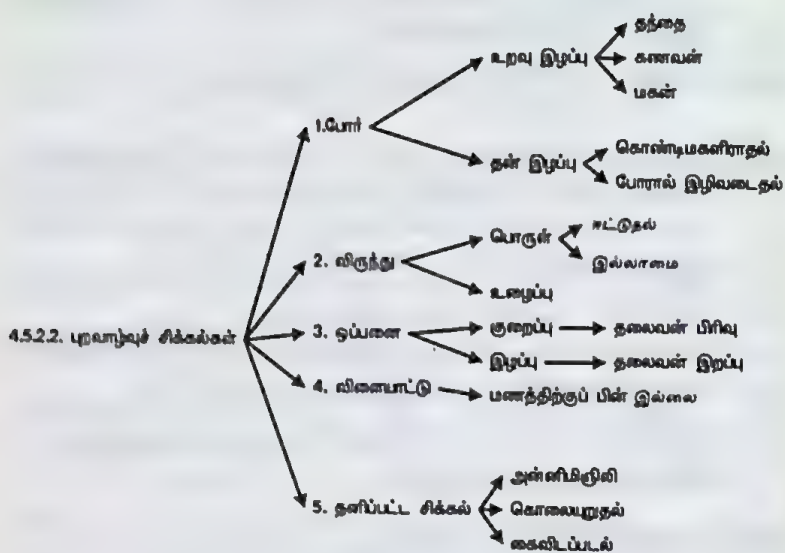 தந்தை
உறவு இழப்பு
கணவன்
மகன்
1.போர்
கொண்டிமகளிராதல்
தன் இழப்பு
போரால் இழிவடைதல்
ஈட்டுதல்
பொருள்
2. விருந்து
இல்லாமை
உழைப்பு
4.5.2.2. புறவாழ்வுச் சிக்கல்கள்
3. ஒப்பனை
குறைப்பு
தலைவன் பிரிவு
இழப்பு
தலைவன் இறப்பு
4. விளையாட்டு
மணத்திற்குப் பின் இல்லை
அன்னிமிஞிலி
5. தனிப்பட்ட சிக்கல்
கொலையுறுதல்
கைவிடப்படல்